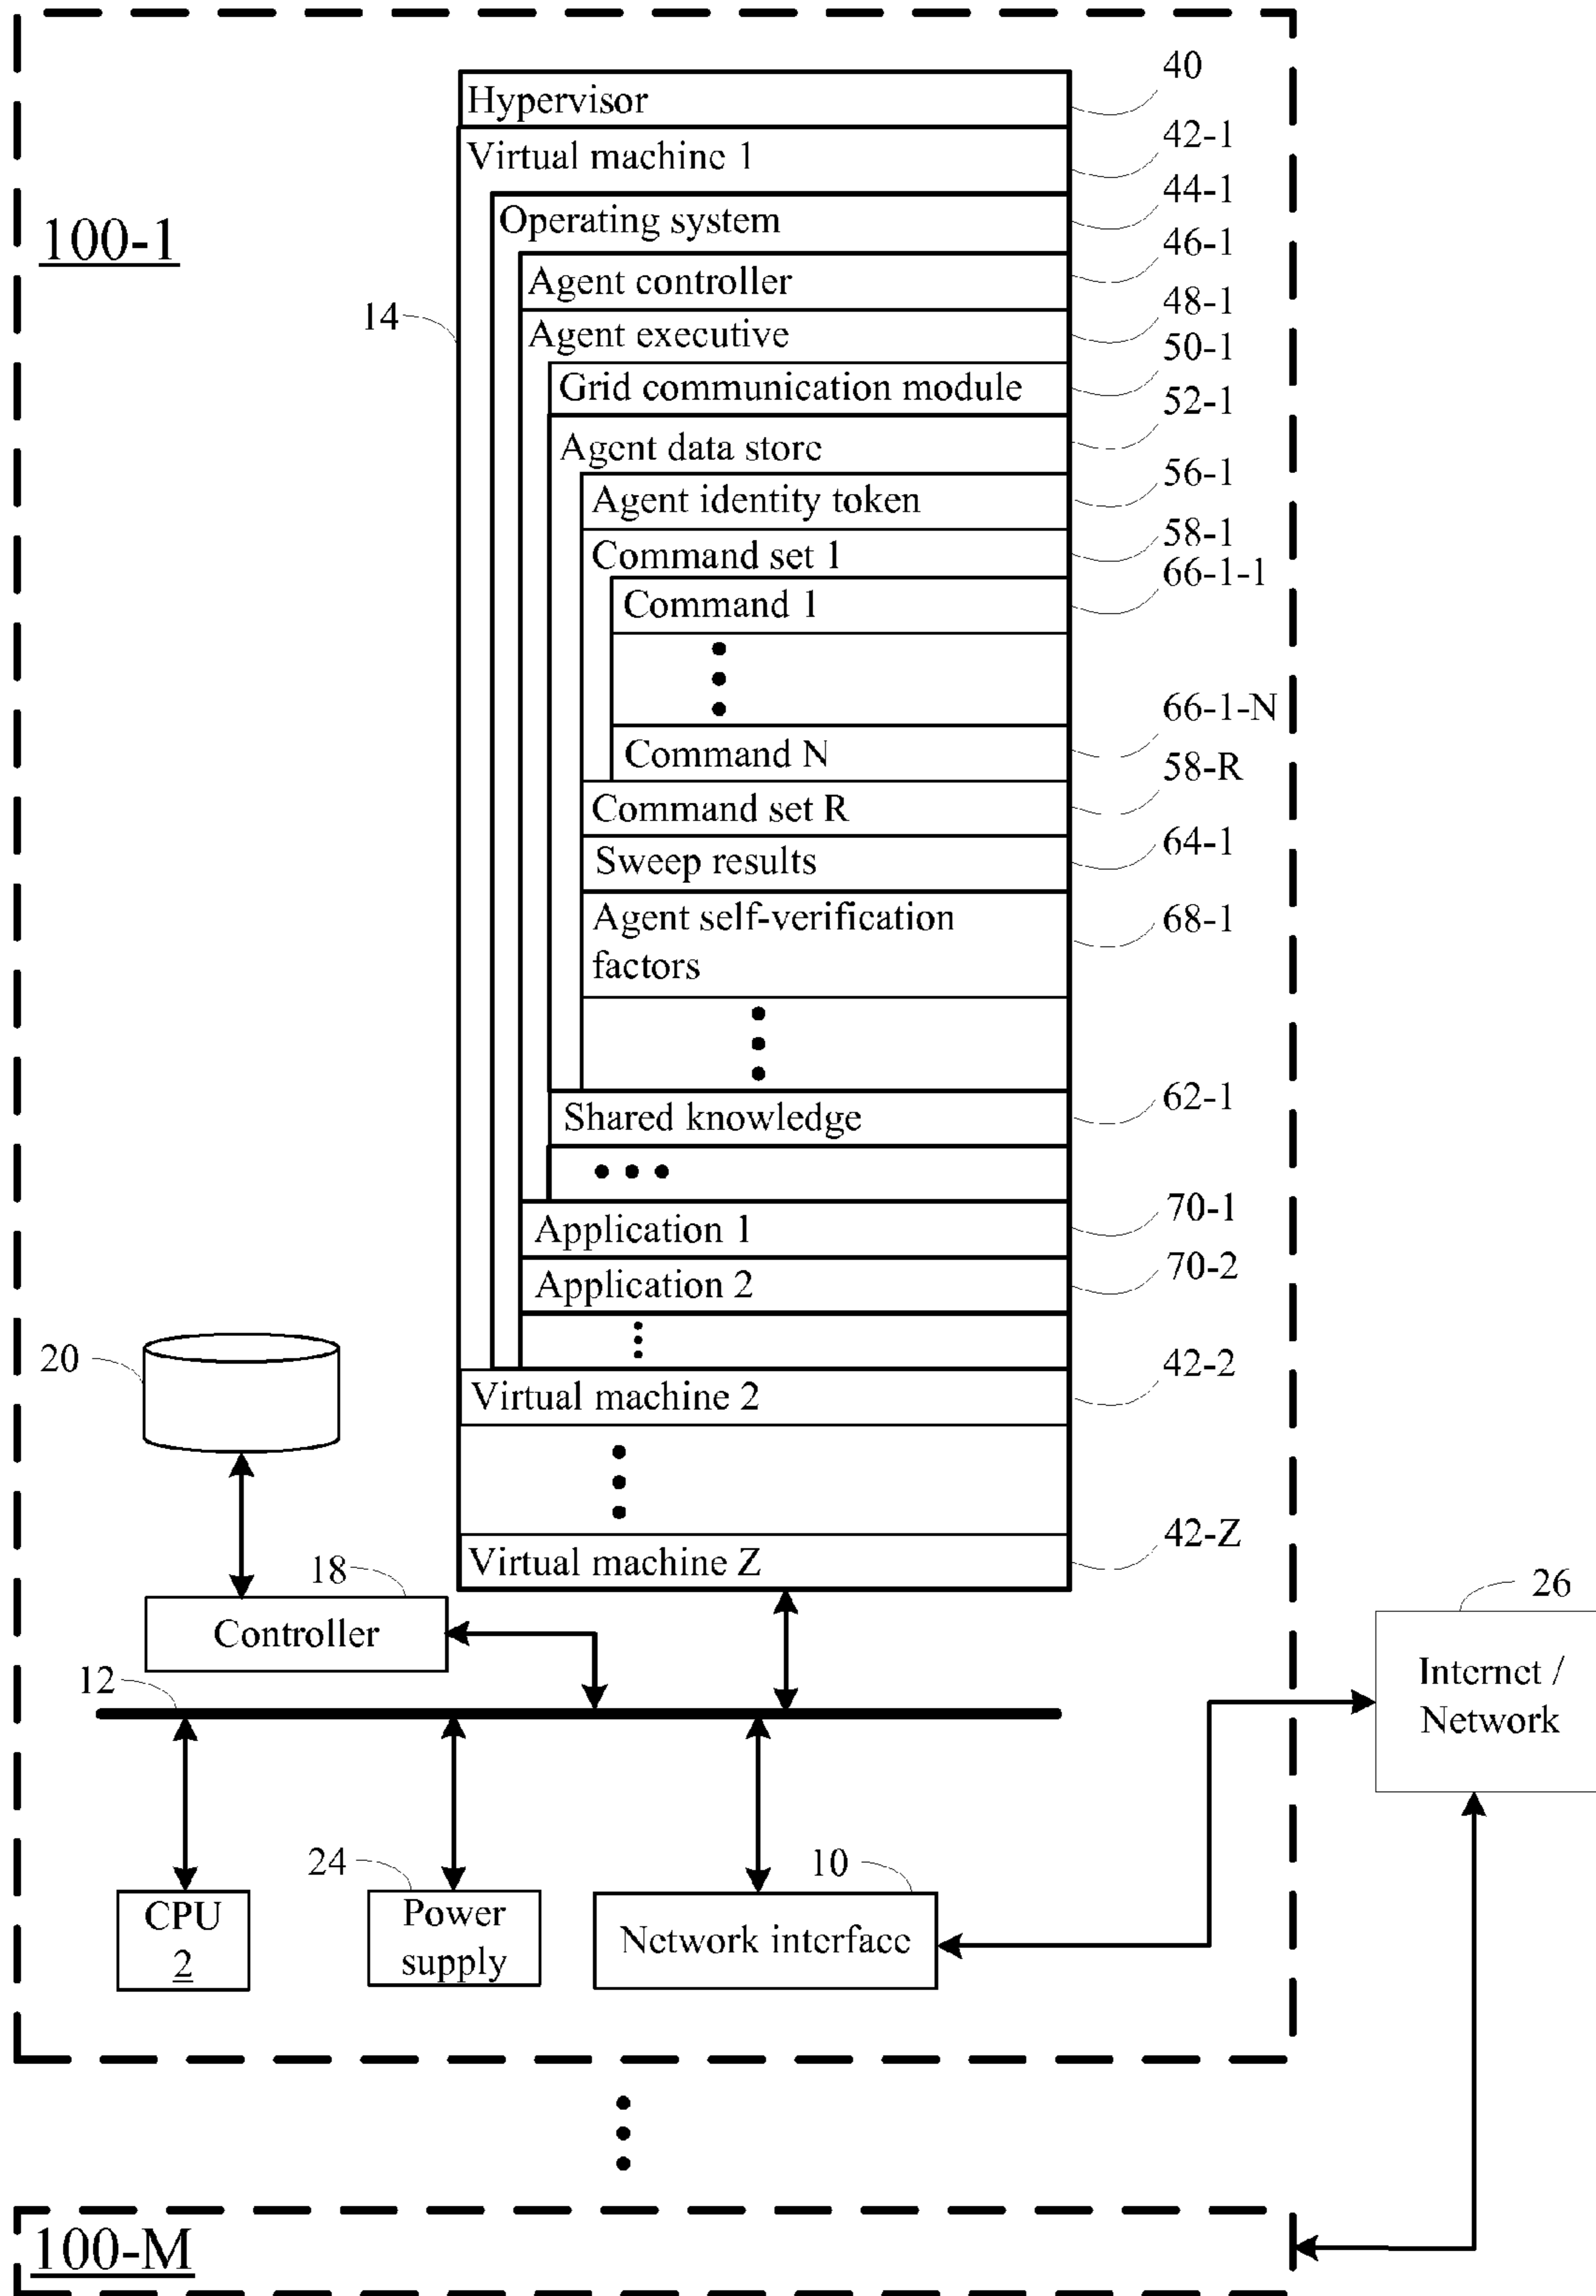 Hypervisor
40
Virtual machine 1
42-1
Operating system
44-1
100-1
Agent controller
46-1
14
Agent executive
48-1
Grid communication module
50-1
Agent data store
52-1
Agent identity token
56-1
Command set 1
58-1
Command 1
66-1-1
Command N
66-1-N
Command set R
58-R
Sweep results
64-1
Agent self-verification
factors
68-1
Shared knowledge
62-1
Application 1
70-1
Application 2
70-2
20
Virtual machine 2
42-2
Virtual machine Z
42-Z
18
Controller
26
Internet /
Network
12
24
10
CPU
2
Power
supply
Network interface
100-M